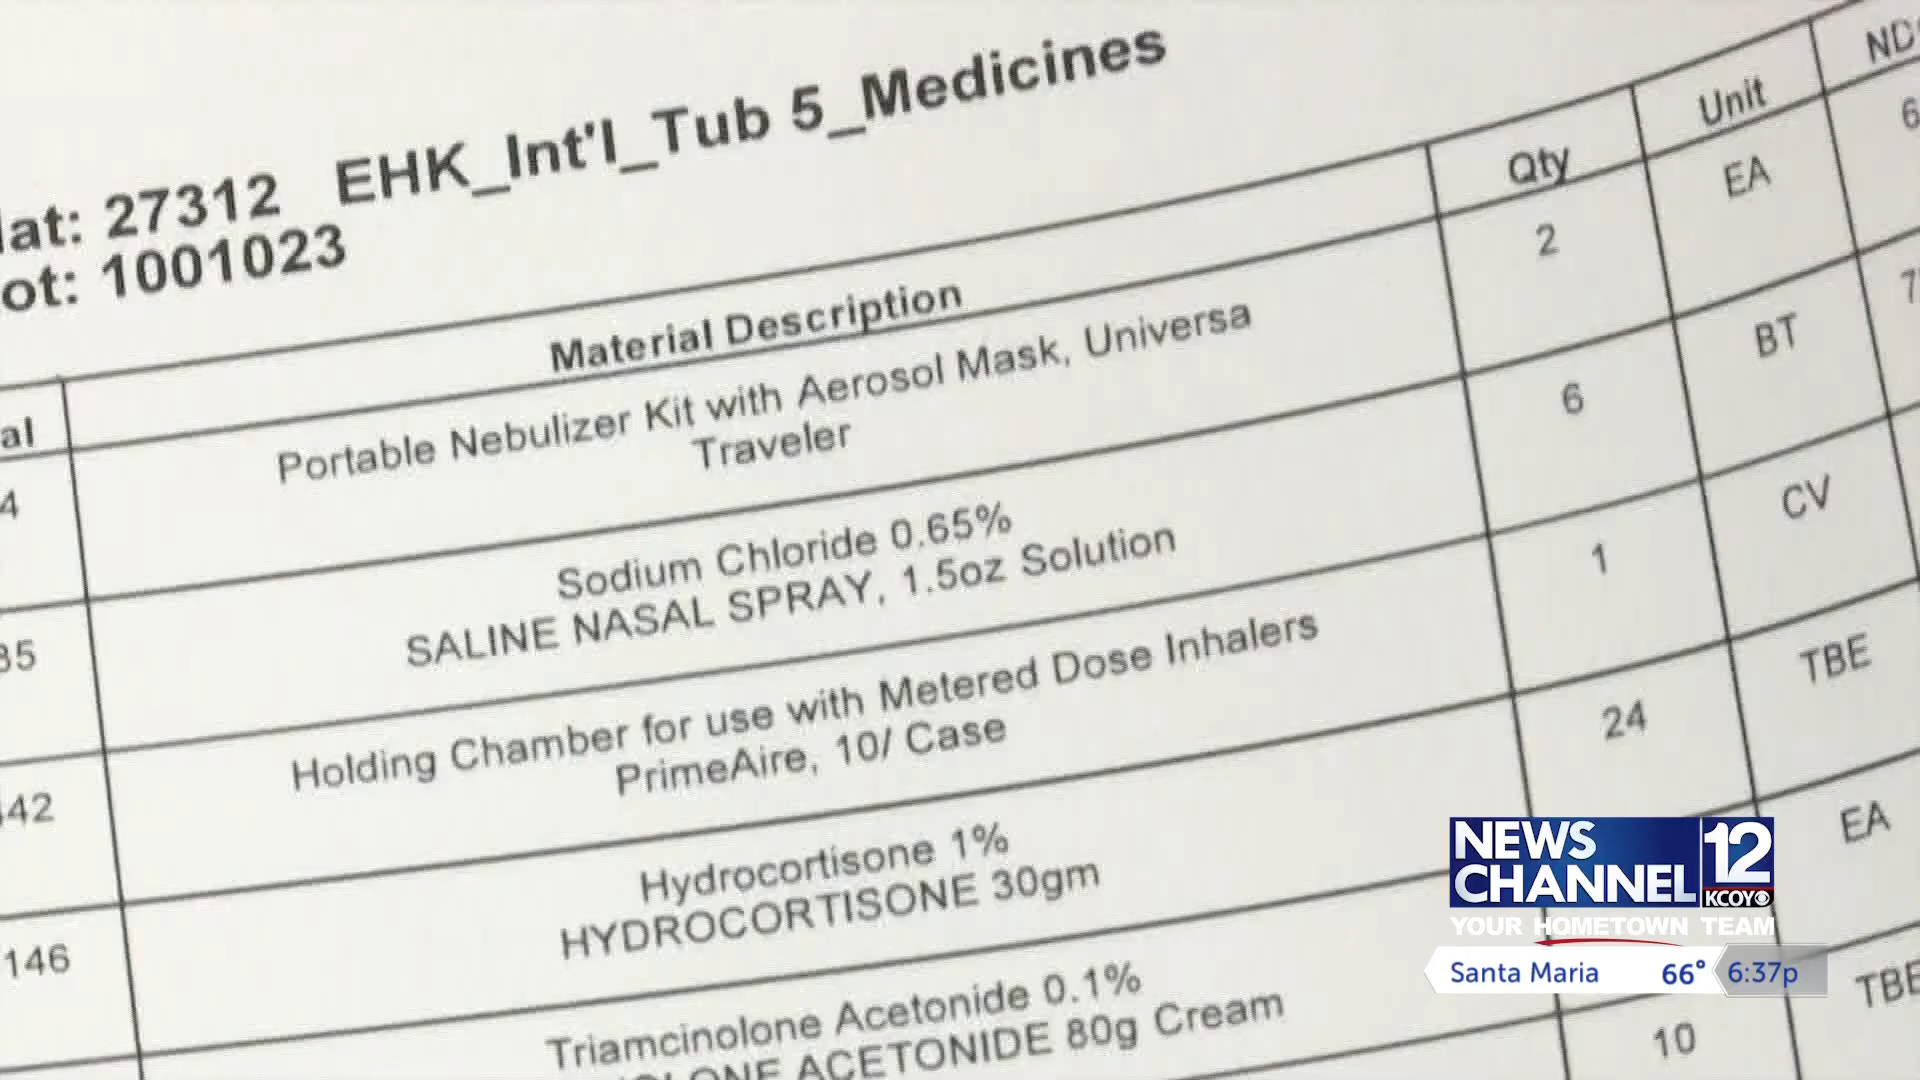 lat: 27312 EHK_Int'l_Tub 5_Medicines
ot: 1001023
al Material Description Qty Unit
4 Portable Nebulizer Kit with Aerosol Mask, Universa
Traveler 2 EA 6
35 Sodium Chloride 0.65%
SALINE NASAL SPRAY, 1.5oz Solution 6 BT 7
42 Holding Chamber for use with Metered Dose Inhalers
PrimeAire, 10/ Case 1 CV
146 Hydrocortisone 1%
HYDROCORTISONE 30gm 24 TBE
Triamcinolone Acetonide 0.1%
ACETONIDE 80g Cream EA
10 TBE
NEWS
CHANNEL 12
KCOY
YOUR HOMETOWN TEAM
Santa Maria 66° 6:37p